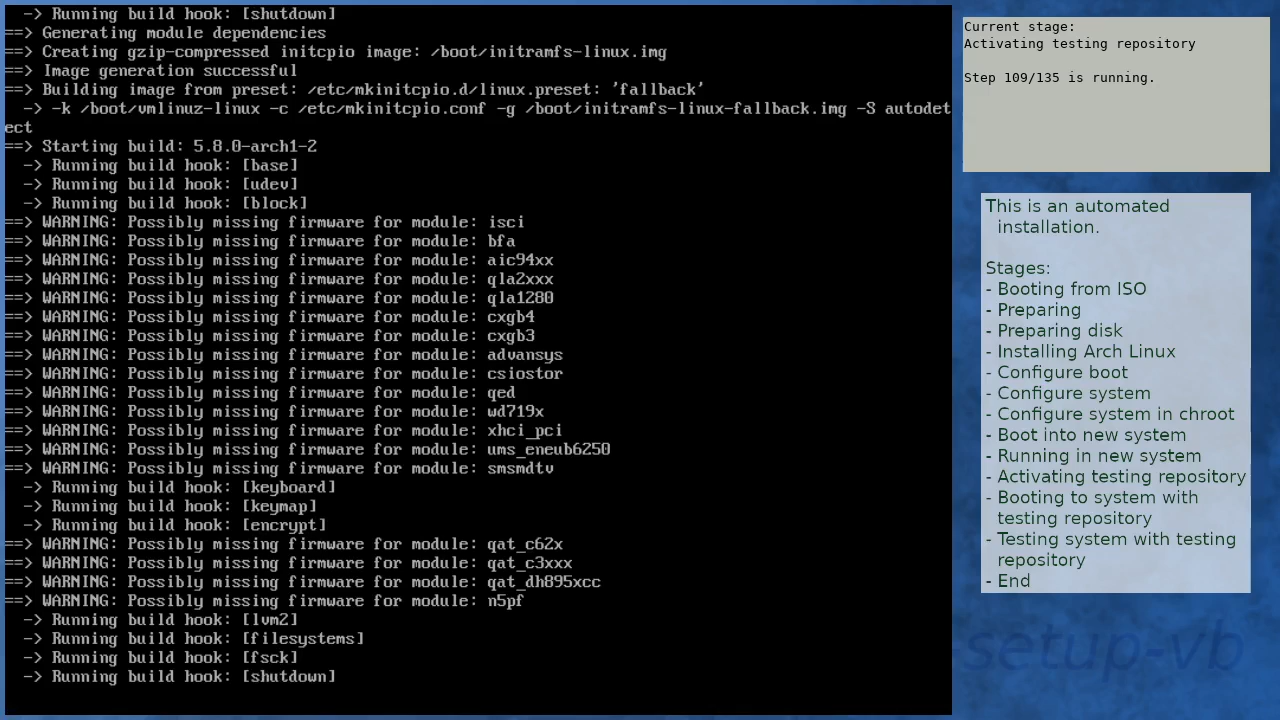 -> Running build hook: [shutdown]
==> Generating module dependencies
==> Creating gzip-compressed initcpio image: /boot/initramfs-linux.img
==> Image generation successful
==> Building image from preset: /etc/mkinitcpio.d/linux.preset: 'fallback'
-> -k /boot/vmlinuz-linux -c /etc/mkinitcpio.conf -g /boot/initramfs-linux-fallback.img -S autodet
ect
==> Starting build: 5.8.0-arch1-2
-> Running build hook: [base]
-> Running build hook: [udev]
-> Running build hook: [block]
==> WARNING: Possibly missing firmware for module: isci
==> WARNING: Possibly missing firmware for module: bfa
==> WARNING: Possibly missing firmware for module: aic94xx
==> WARNING: Possibly missing firmware for module: qla2xxx
==> WARNING: Possibly missing firmware for module: qla1280
==> WARNING: Possibly missing firmware for module: cxgb4
==> WARNING: Possibly missing firmware for module: cxgb3
==> WARNING: Possibly missing firmware for module: advansys
==> WARNING: Possibly missing firmware for module: csiostor
==> WARNING: Possibly missing firmware for module: qed
==> WARNING: Possibly missing firmware for module: wd719x
==> WARNING: Possibly missing firmware for module: xhci_pci
==> WARNING: Possibly missing firmware for module: ums_eneub6250
==> WARNING: Possibly missing firmware for module: smsmdtv
-> Running build hook: [keyboard]
-> Running build hook: [keymap]
-> Running build hook: [encrypt]
==> WARNING: Possibly missing firmware for module: qat_c62x
==> WARNING: Possibly missing firmware for module: qat_c3xxx
==> WARNING: Possibly missing firmware for module: qat_dh895xcc
==> WARNING: Possibly missing firmware for module: n5pf
-> Running build hook: [lvm2]
-> Running build hook: [filesystems]
-> Running build hook: [fsck]
-> Running build hook: [shutdown]
Current stage:
Activating testing repository
Step 109/135 is running.
This is an automated
installation.
Stages:
- Booting from ISO
- Preparing
- Preparing disk
- Installing Arch Linux
- Configure boot
- Configure system
- Configure system in chroot
- Boot into new system
- Running in new system
- Activating testing repository
- Booting to system with
testing repository
- Testing system with testing
repository
- End
setup-vb